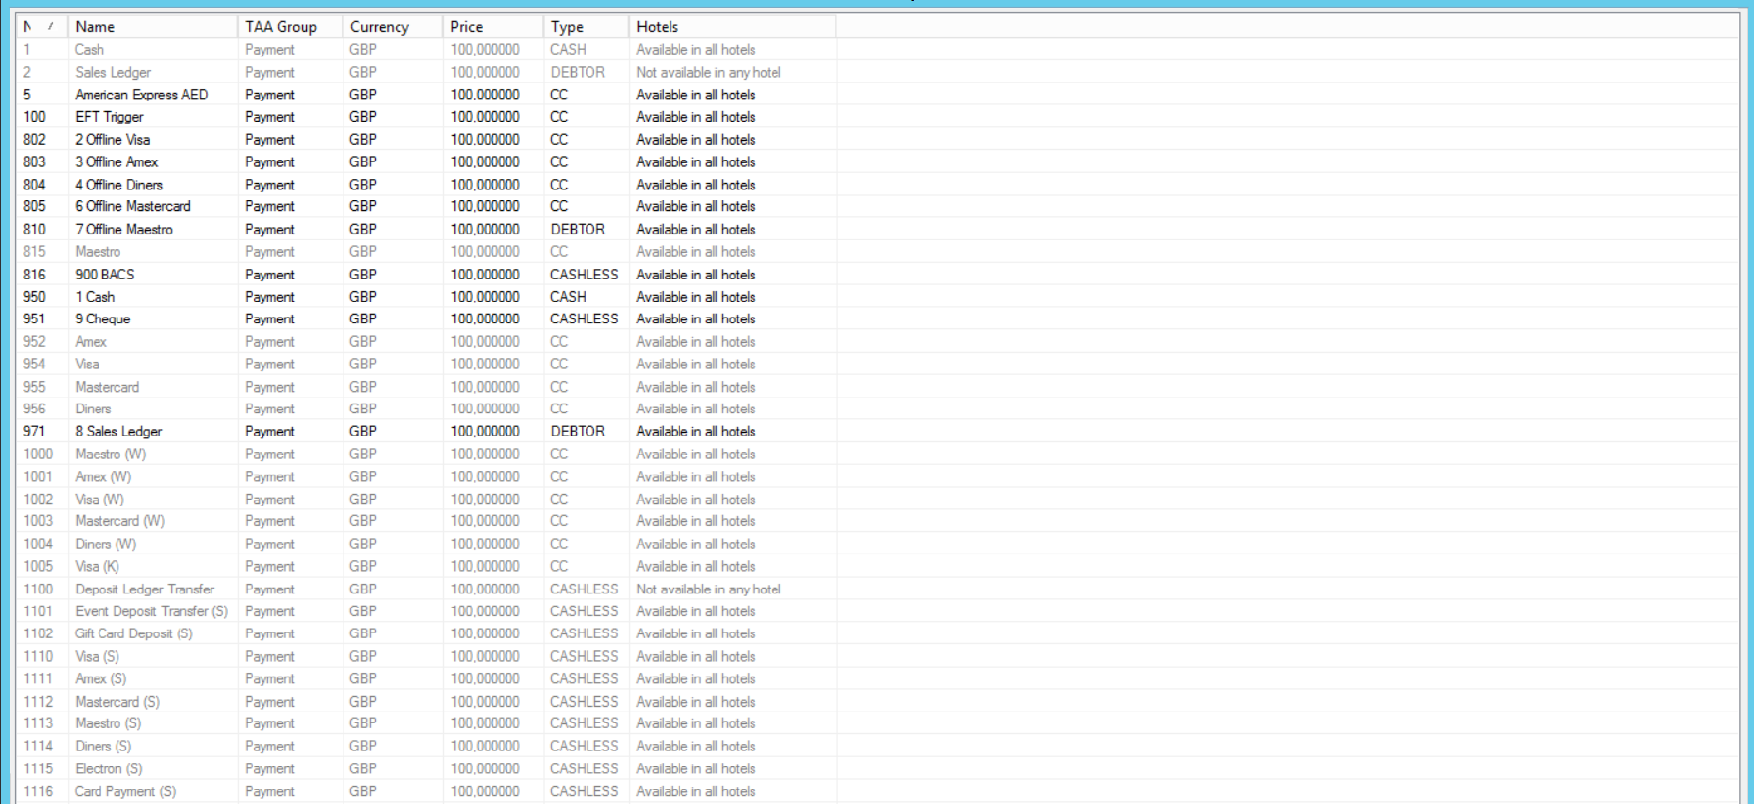 N Name TAA Group Currency Price Type Hotels
1 Cash Payment GBP 100,000000 CASH Available in all hotels
2 Sales Ledger Payment GBP 100,000000 DEBTOR Not available in any hotel
5 American Express AED Payment GBP 100,000000 CC Available in all hotels
100 EFT Trigger Payment GBP 100,000000 CC Available in all hotels
802 2 Offline Visa Payment GBP 100,000000 CC Available in all hotels
803 3 Offline Amex Payment GBP 100,000000 CC Available in all hotels
804 4 Offline Diners Payment GBP 100,000000 CC Available in all hotels
805 6 Offline Mastercard Payment GBP 100,000000 CC Available in all hotels
810 7 Offline Maestro Payment GBP 100,000000 DEBTOR Available in all hotels
815 Maestro Payment GBP 100,000000 CC Available in all hotels
816 900 BACS Payment GBP 100,000000 CASHLESS Available in all hotels
950 1 Cash Payment GBP 100,000000 CASH Available in all hotels
951 9 Cheque Payment GBP 100,000000 CASHLESS Available in all hotels
952 Amex Payment GBP 100,000000 CC Available in all hotels
954 Visa Payment GBP 100,000000 CC Available in all hotels
955 Mastercard Payment GBP 100,000000 CC Available in all hotels
956 Diners Payment GBP 100,000000 CC Available in all hotels
971 8 Sales Ledger Payment GBP 100,000000 DEBTOR Available in all hotels
1000 Maestro (W) Payment GBP 100,000000 CC Available in all hotels
1001 Amex (W) Payment GBP 100,000000 CC Available in all hotels
1002 Visa (W) Payment GBP 100,000000 CC Available in all hotels
1003 Mastercard (W) Payment GBP 100,000000 CC Available in all hotels
1004 Diners (W) Payment GBP 100,000000 CC Available in all hotels
1005 Visa (K) Payment GBP 100,000000 CC Available in all hotels
1100 Deposit Ledger Transfer Payment GBP 100,000000 CASHLESS Not available in any hotel
1101 Event Deposit Transfer (S) Payment GBP 100,000000 CASHLESS Available in all hotels
1102 Gift Card Deposit (S) Payment GBP 100,000000 CASHLESS Available in all hotels
1110 Visa (S) Payment GBP 100,000000 CASHLESS Available in all hotels
1111 Amex (S) Payment GBP 100,000000 CASHLESS Available in all hotels
1112 Mastercard (S) Payment GBP 100,000000 CASHLESS Available in all hotels
1113 Maestro (S) Payment GBP 100,000000 CASHLESS Available in all hotels
1114 Diners (S) Payment GBP 100,000000 CASHLESS Available in all hotels
1115 Electron (S) Payment GBP 100,000000 CASHLESS Available in all hotels
1116 Card Payment (S) Payment GBP 100,000000 CASHLESS Available in all hotels